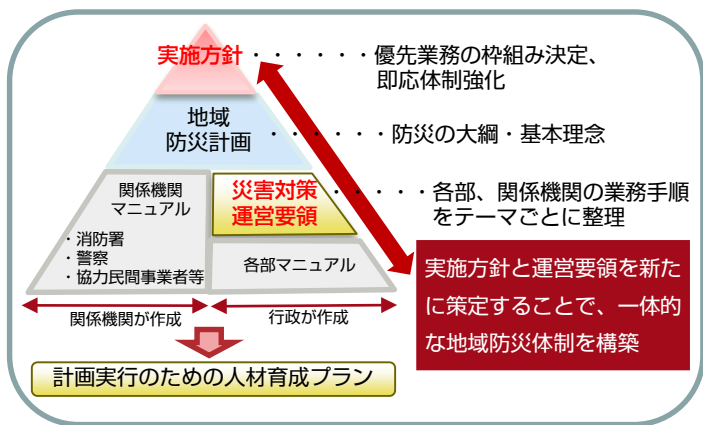 実施方針・・・・・・優先業務の枠組み決定、
即応体制強化
地域
防災計画・・・・・・防災の大綱・基本理念
関係機関
マニュアル
・消防署
・警察
・協力民間事業者等
災害対策
運営要領・・・・・各部、関係機関の業務手順
をテーマごとに整理
各部マニュアル
関係機関が作成
行政が作成
実施方針と運営要領を新た
に策定することで、一体的
な地域防災体制を構築
計画実行のための人材育成プラン